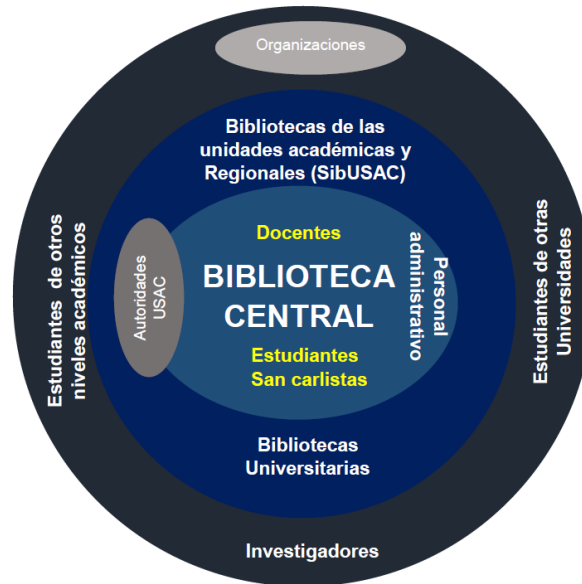 Organizaciones
Bibliotecas de las
unidades académicas y
Regionales (SibUSAC)
Estudiantes de otros
niveles académicos
Autoridades
USAC
Docentes
BIBLIOTECA
CENTRAL
Estudiantes
San carlistas
Personal
administrativo
Estudiantes de otras
Universidades
Bibliotecas
Universitarias
Investigadores